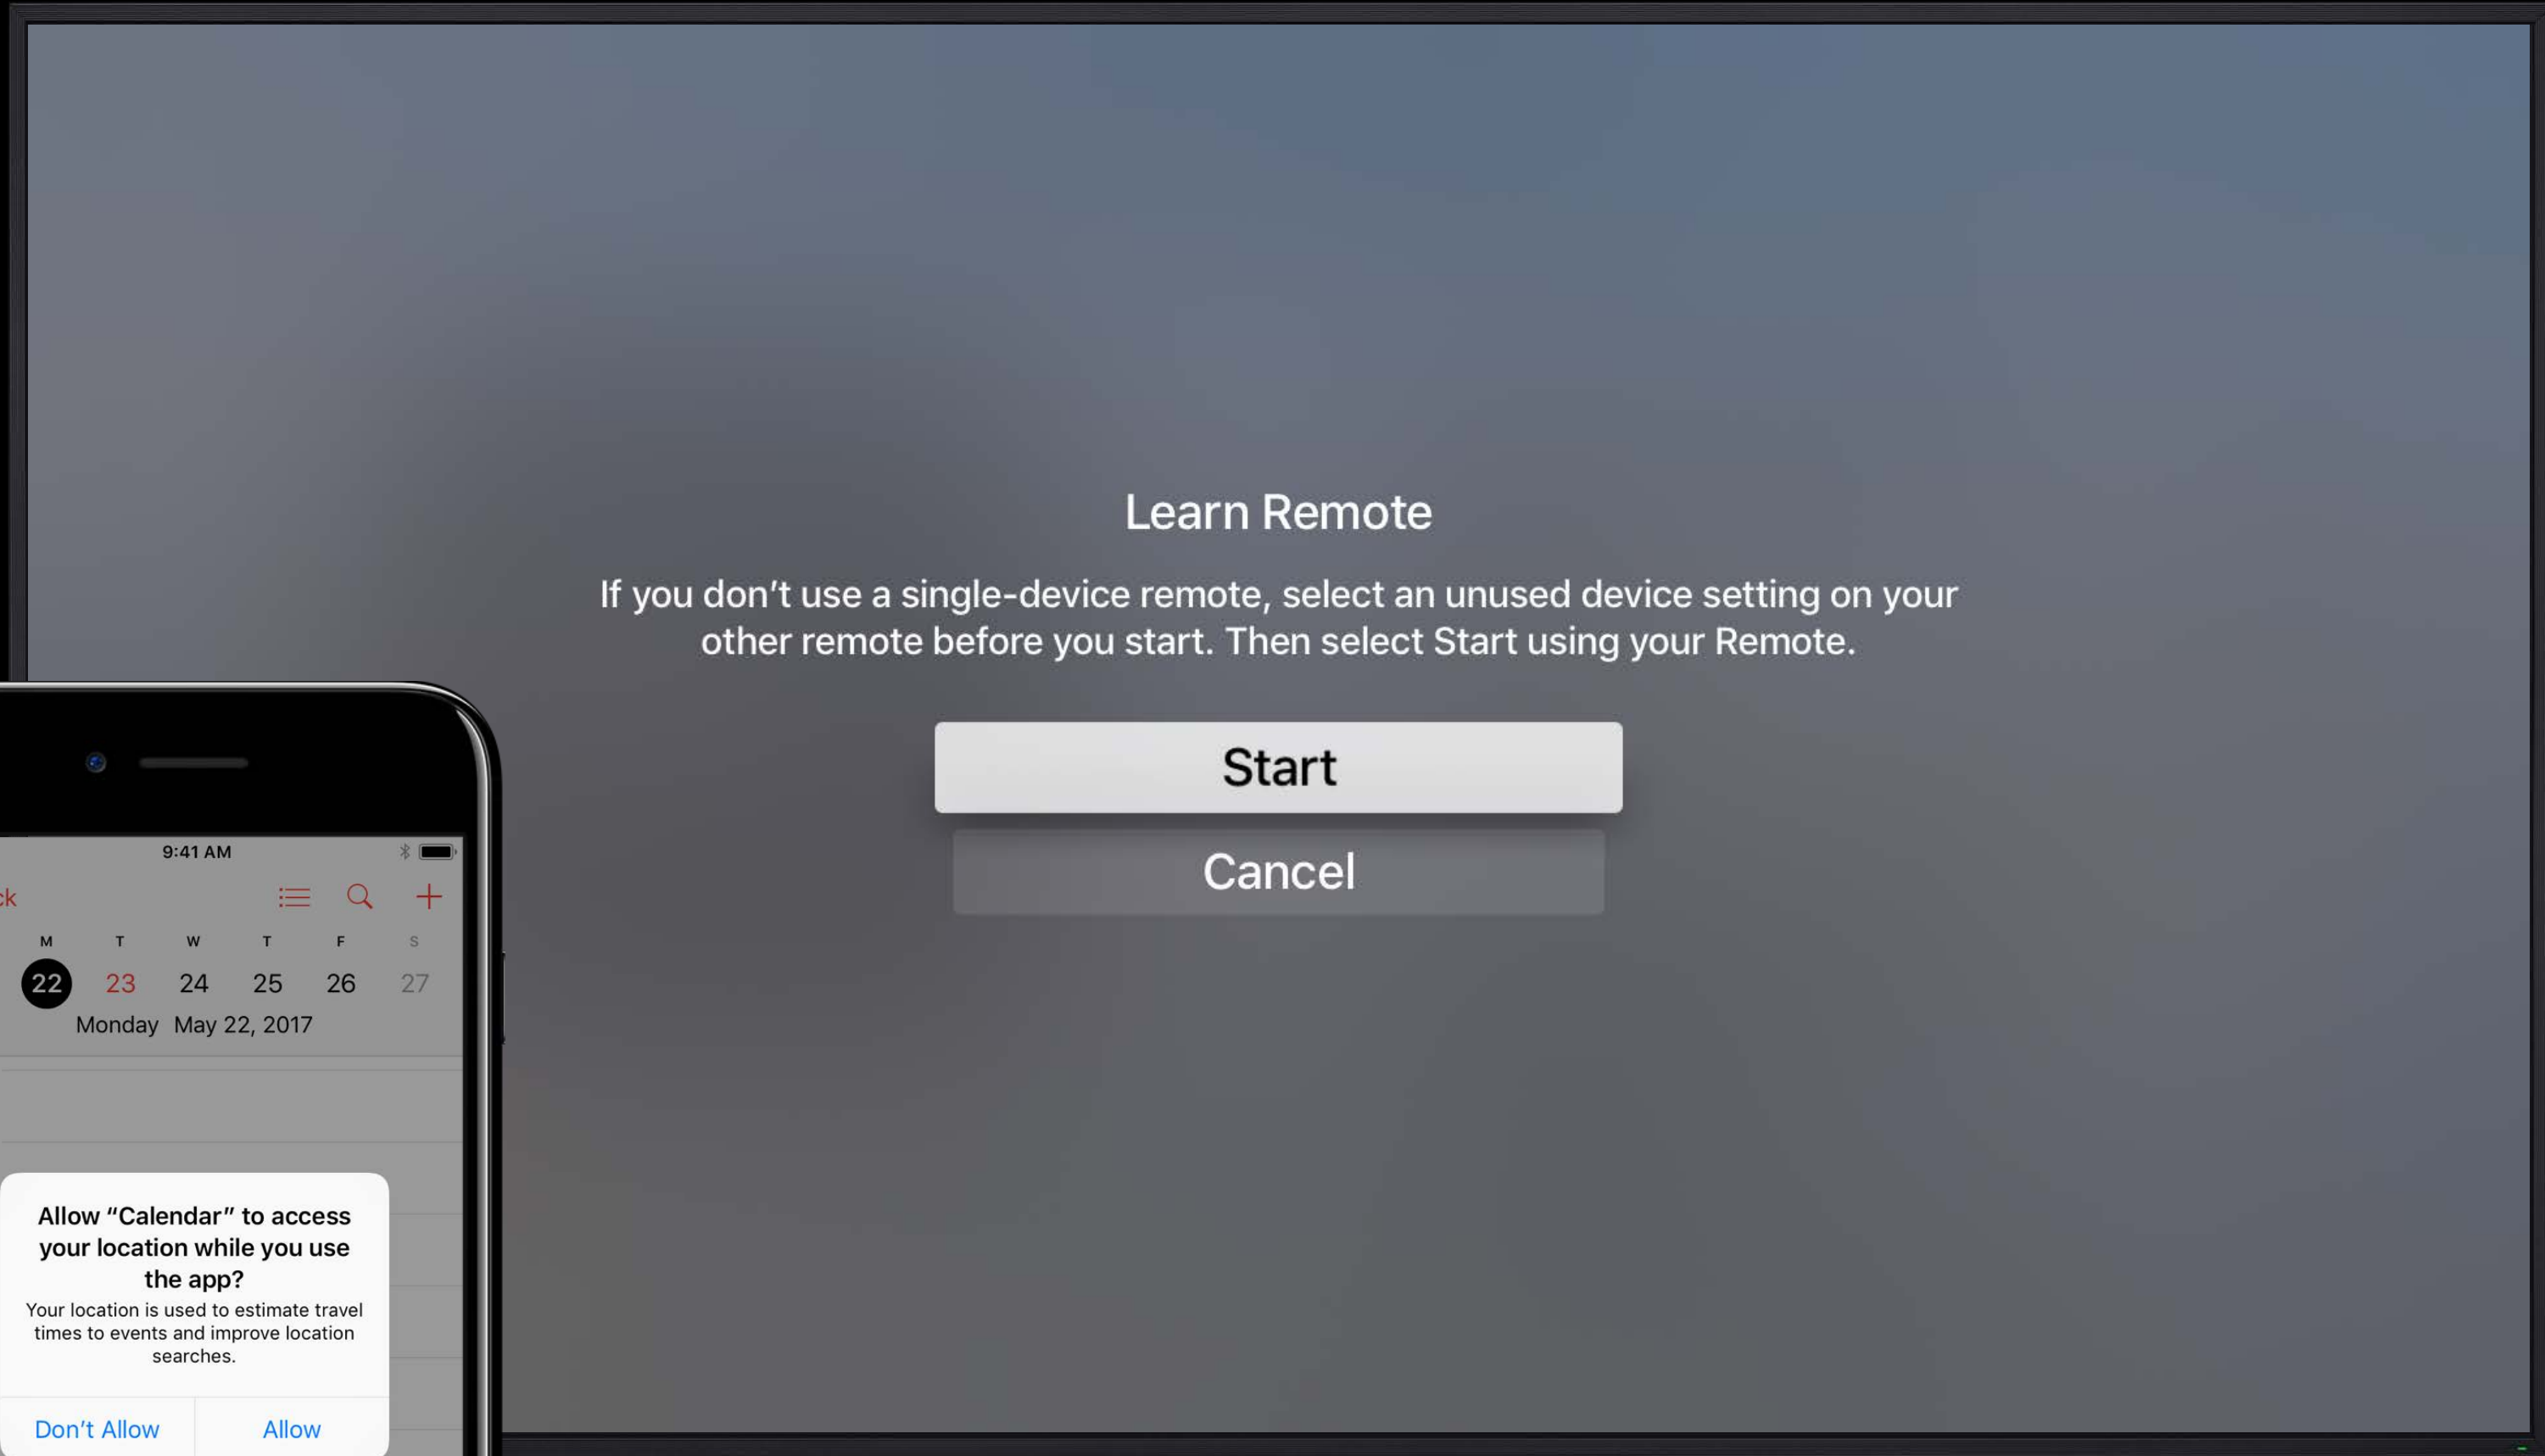 Learn Remote
If you don't use a single-device remote, select an unused device setting on your
other remote before you start. Then select Start using your Remote.
Start
Cancel
9:41 AM
ck
M T W T F S
22 23 24 25 26 27
Monday May 22, 2017
Allow “Calendar” to access
your location while you use
the app?
Your location is used to estimate travel
times to events and improve location
searches.
Don't Allow Allow